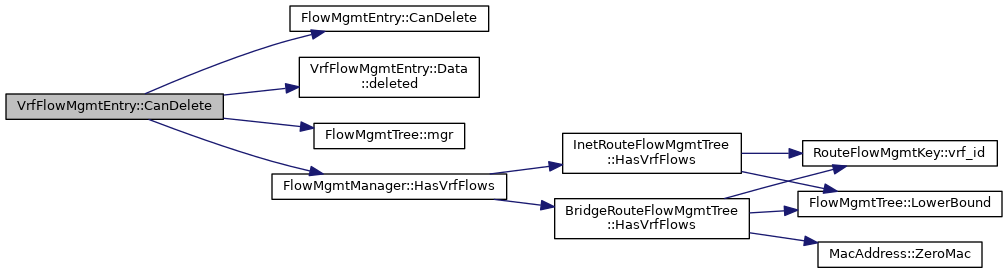 VrfFlowMgmtEntry::CanDelete
FlowMgmtEntry::CanDelete
VrfFlowMgmtEntry::Data
::deleted
FlowMgmtTree::mgr
FlowMgmtManager::HasVrfFlows
InetRouteFlowMgmtTree
::HasVrfFlows
BridgeRouteFlowMgmtTree
::HasVrfFlows
RouteFlowMgmtKey::vrf_id
FlowMgmtTree::LowerBound
MacAddress::ZeroMac